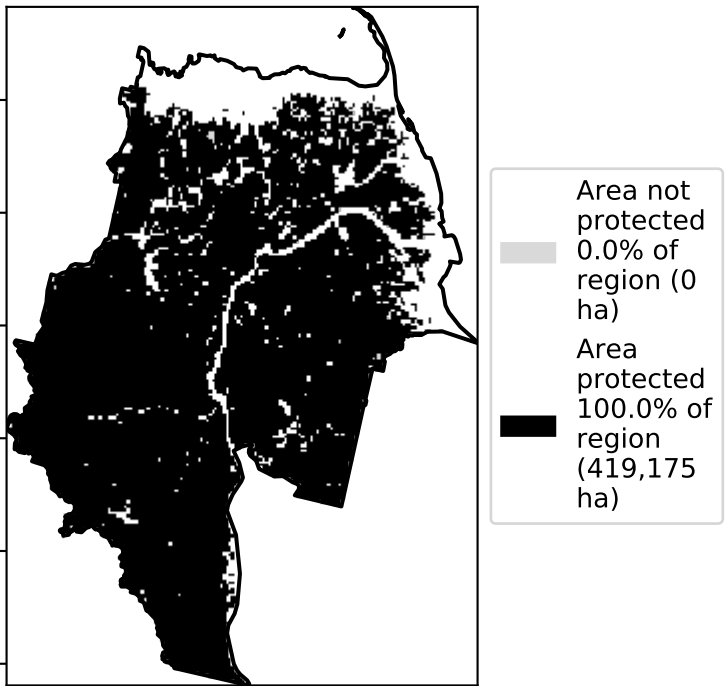 Area not
protected
0.0% of
region (0
ha)
Area
protected
100.0% of
region
(419,175
ha)